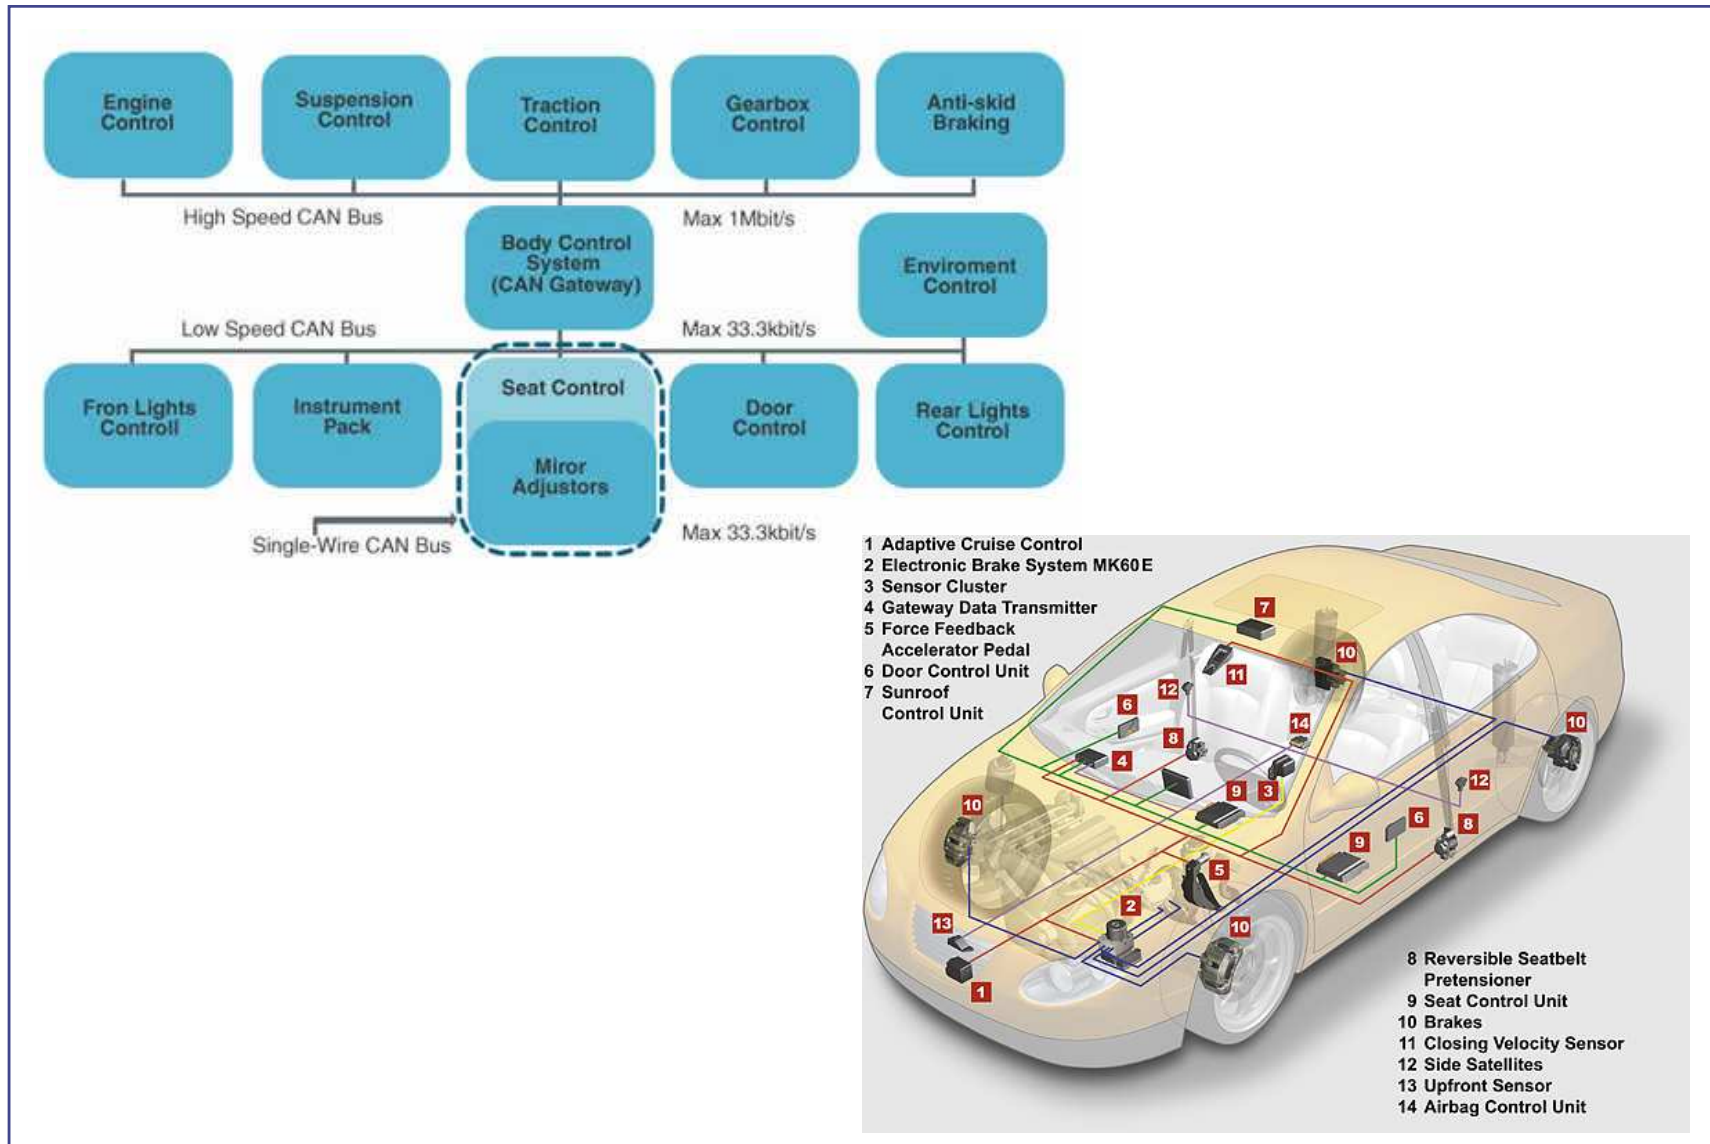 Engine
Control
Suspension
Control
Traction
Control
Gearbox
Control
Anti-skid
Braking
High Speed CAN Bus
Max 1Mbit/s
Body Control
System
(CAN Gateway)
Enviroment
Control
Low Speed CAN Bus
Max 33.3kbit/s
Fron Lights
Controll
Instrument
Pack
Seat Control
Miror
Adjustors
Door
Control
Rear Lights
Control
Single-Wire CAN Bus
Max 33.3kbit/s
1 Adaptive Cruise Control
2 Electronic Brake System MK60E
3 Sensor Cluster
4 Gateway Data Transmitter
5 Force Feedback
Accelerator Pedal
6 Door Control Unit
7 Sunroof
Control Unit
7
10
11
12
6
14
10
8
4
3
12
9
10
6
8
9
5
2
13
10
1
8 Reversible Seatbelt
Pretensioner
9 Seat Control Unit
10 Brakes
11 Closing Velocity Sensor
12 Side Satellites
13 Upfront Sensor
14 Airbag Control Unit